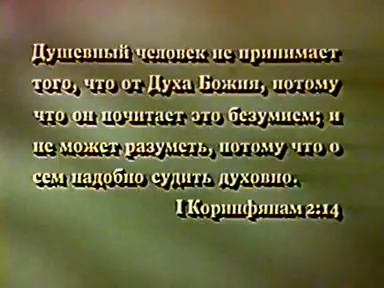 Душевный человек не принимает
того, что от Духа Божия, потому
что он почитает это безумием; и
не может разуметь, потому что о
сем надобно судить духовно.
I Коринфянам 2:14